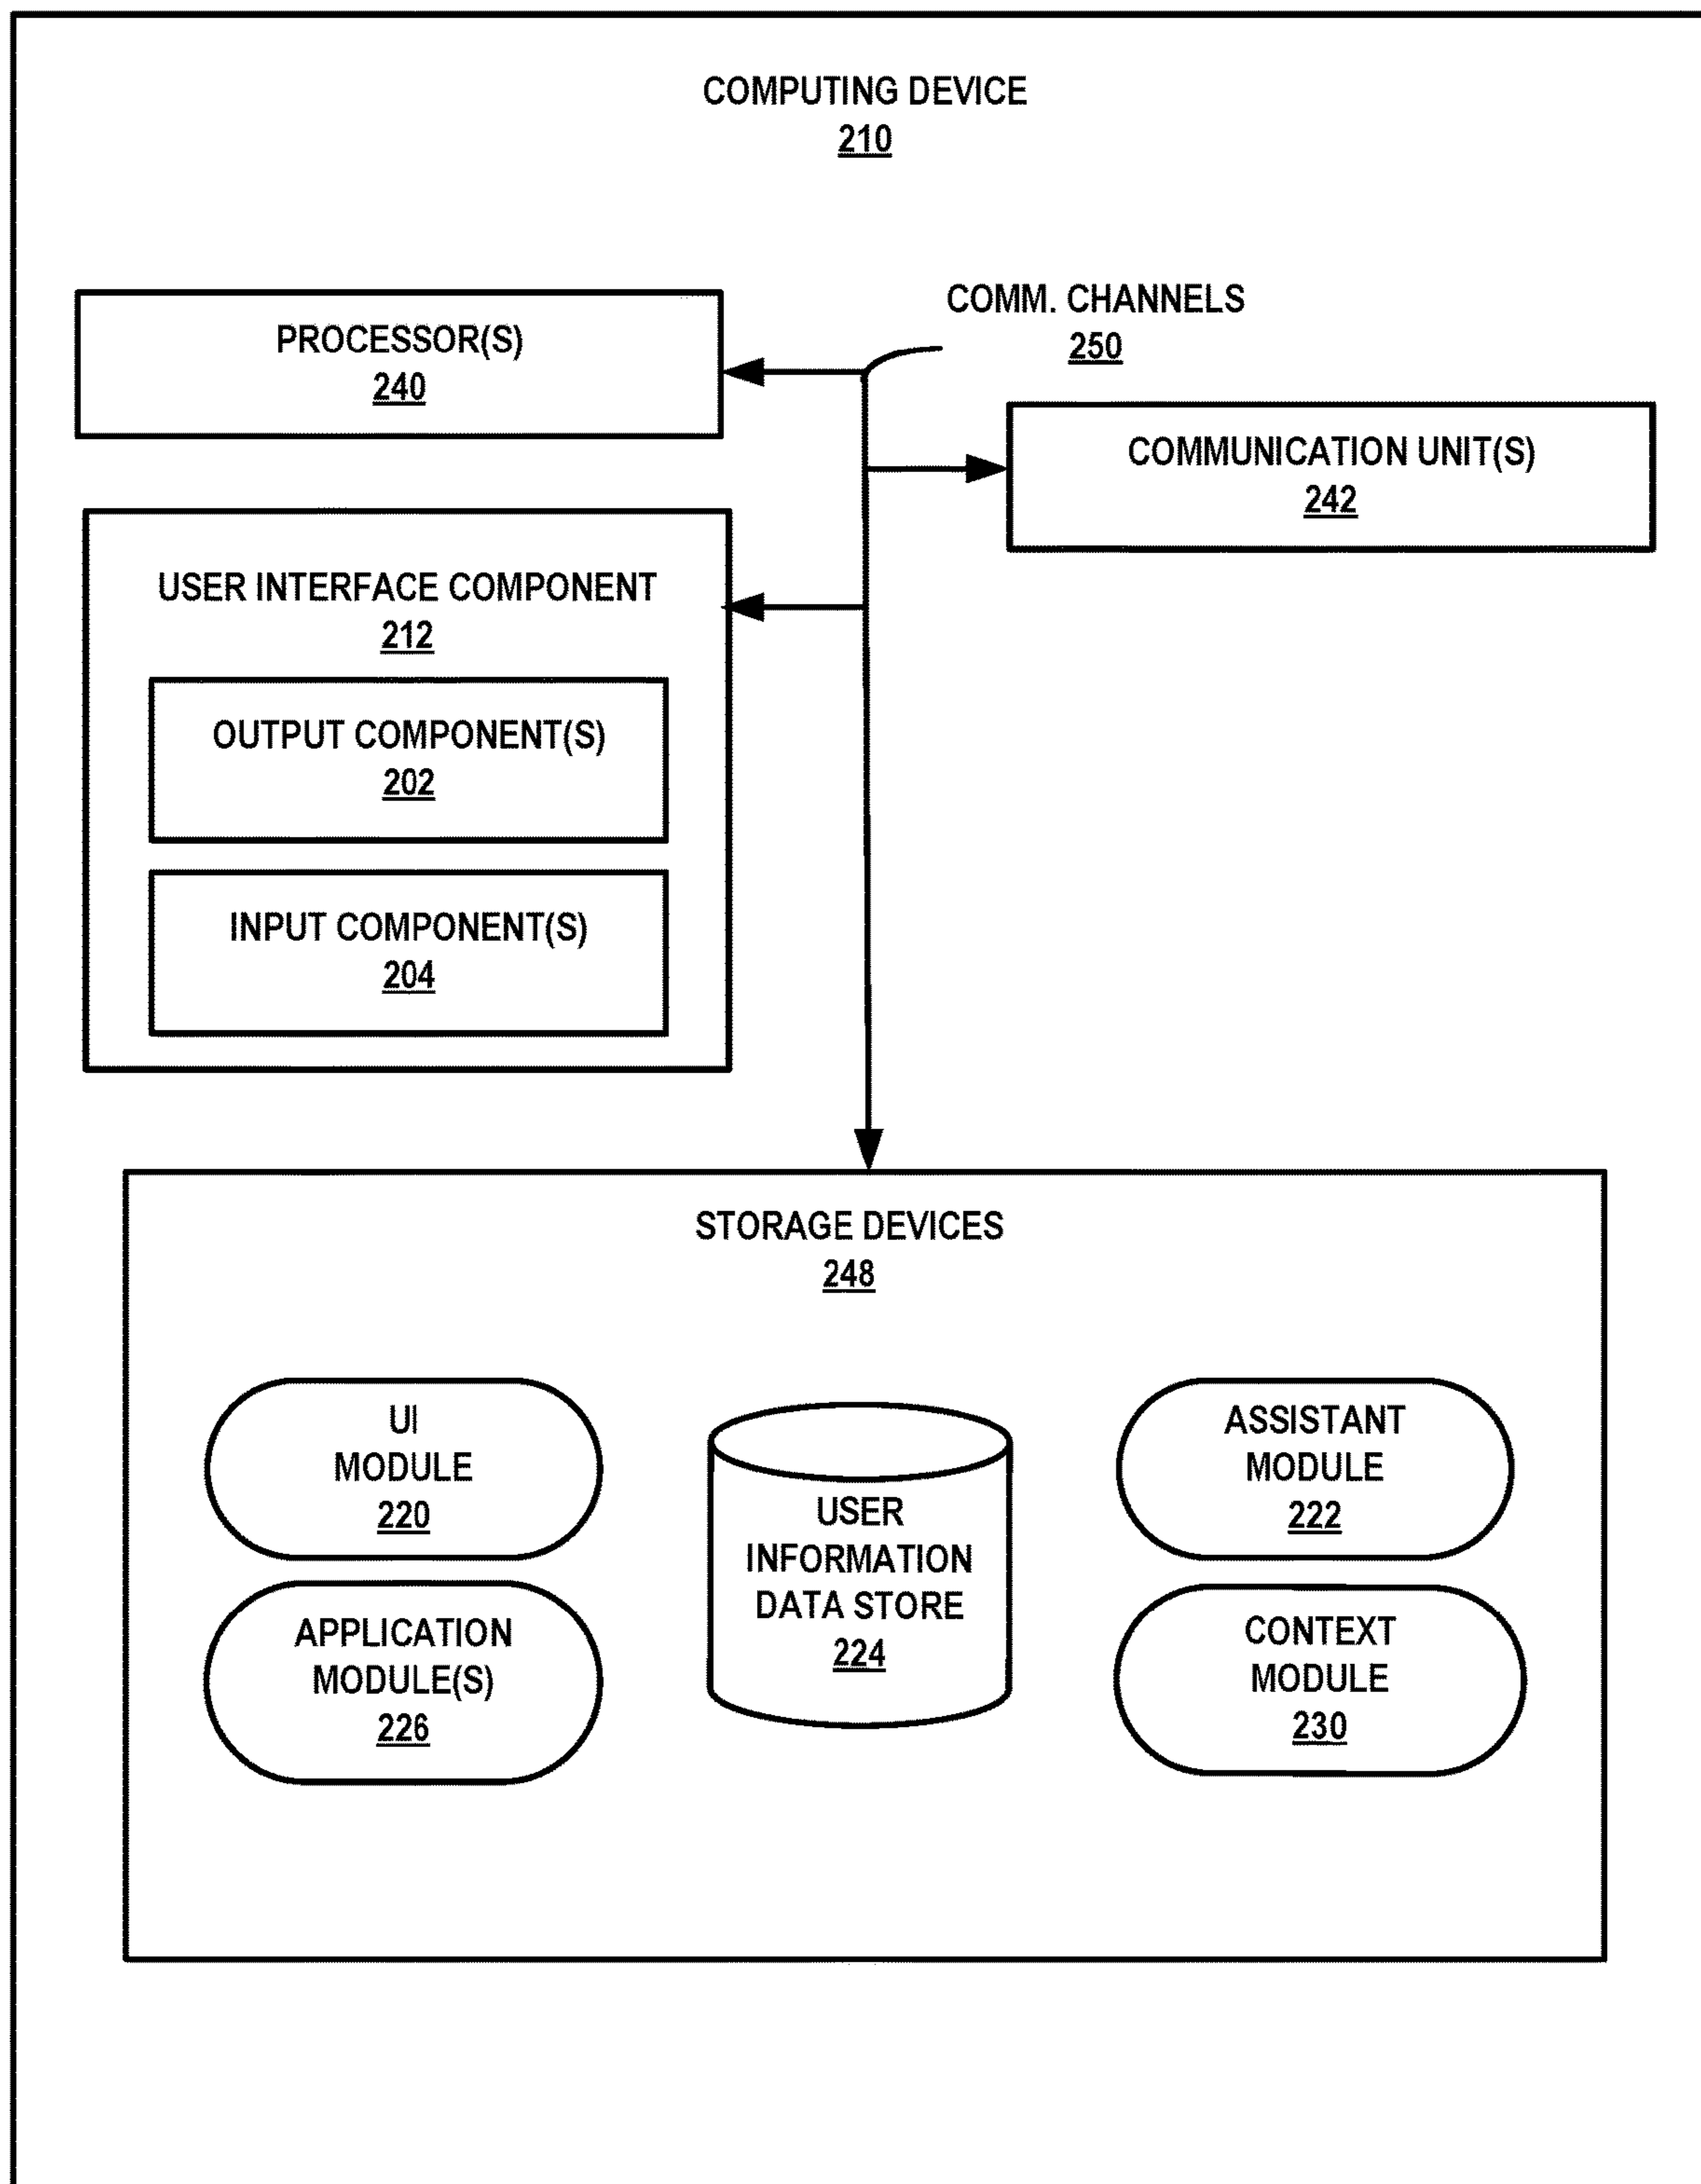 COMPUTING DEVICE
210
COMM. CHANNELS
250
PROCESSOR(S)
240
COMMUNICATION UNIT(S)
242
USER INTERFACE COMPONENT
212
OUTPUT COMPONENT(S)
202
INPUT COMPONENT(S)
204
STORAGE DEVICES
248
UI
MODULE
220
APPLICATION
MODULE(S)
226
USER
INFORMATION
DATA STORE
224
ASSISTANT
MODULE
222
CONTEXT
MODULE
230